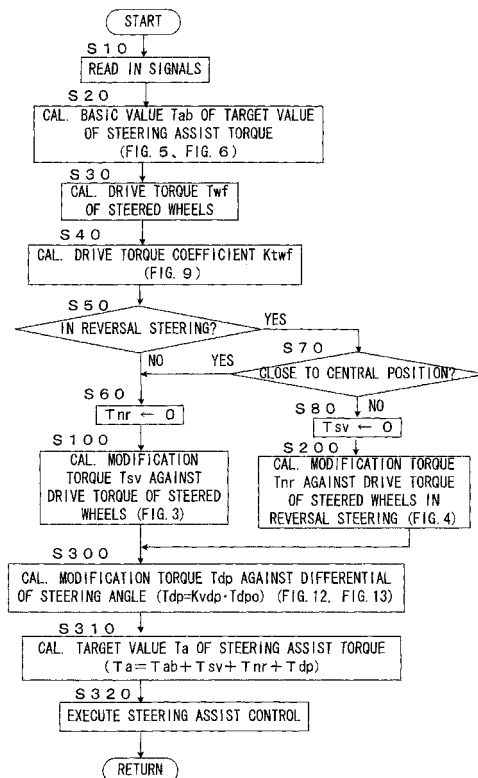 START
S10
READ IN SIGNALS
S20
CAL. BASIC VALUE Tab OF TARGET VALUE
OF STEERING ASSIST TORQUE
(FIG. 5、FIG. 6)
S30
CAL. DRIVE TORQUE Twf
OF STEERED WHEELS
S40
CAL. DRIVE TORQUE COEFFICIENT Ktwf
(FIG. 9)
S50
IN REVERSAL STEERING?
YES
NO
S70
CLOSE TO CENTRAL POSITION?
YES
NO
S60
Tnr ← 0
S80
Tsv ← 0
S100
CAL. MODIFICATION
TORQUE Tsv AGAINST
DRIVE TORQUE OF STEERED
WHEELS (FIG. 3)
S200
CAL. MODIFICATION TORQUE
Tnr AGAINST DRIVE TORQUE
OF STEERED WHEELS IN
REVERSAL STEERING (FIG. 4)
S300
CAL. MODIFICATION TORQUE Tdp AGAINST DIFFERENTIAL
OF STEERING ANGLE (Tdp=Kvdp·Tdpo) (FIG. 12, FIG. 13)
S310
CAL. TARGET VALUE Ta OF STEERING ASSIST TORQUE
(Ta=Tab+Tsv+Tnr+Tdp)
S320
EXECUTE STEERING ASSIST CONTROL
RETURN